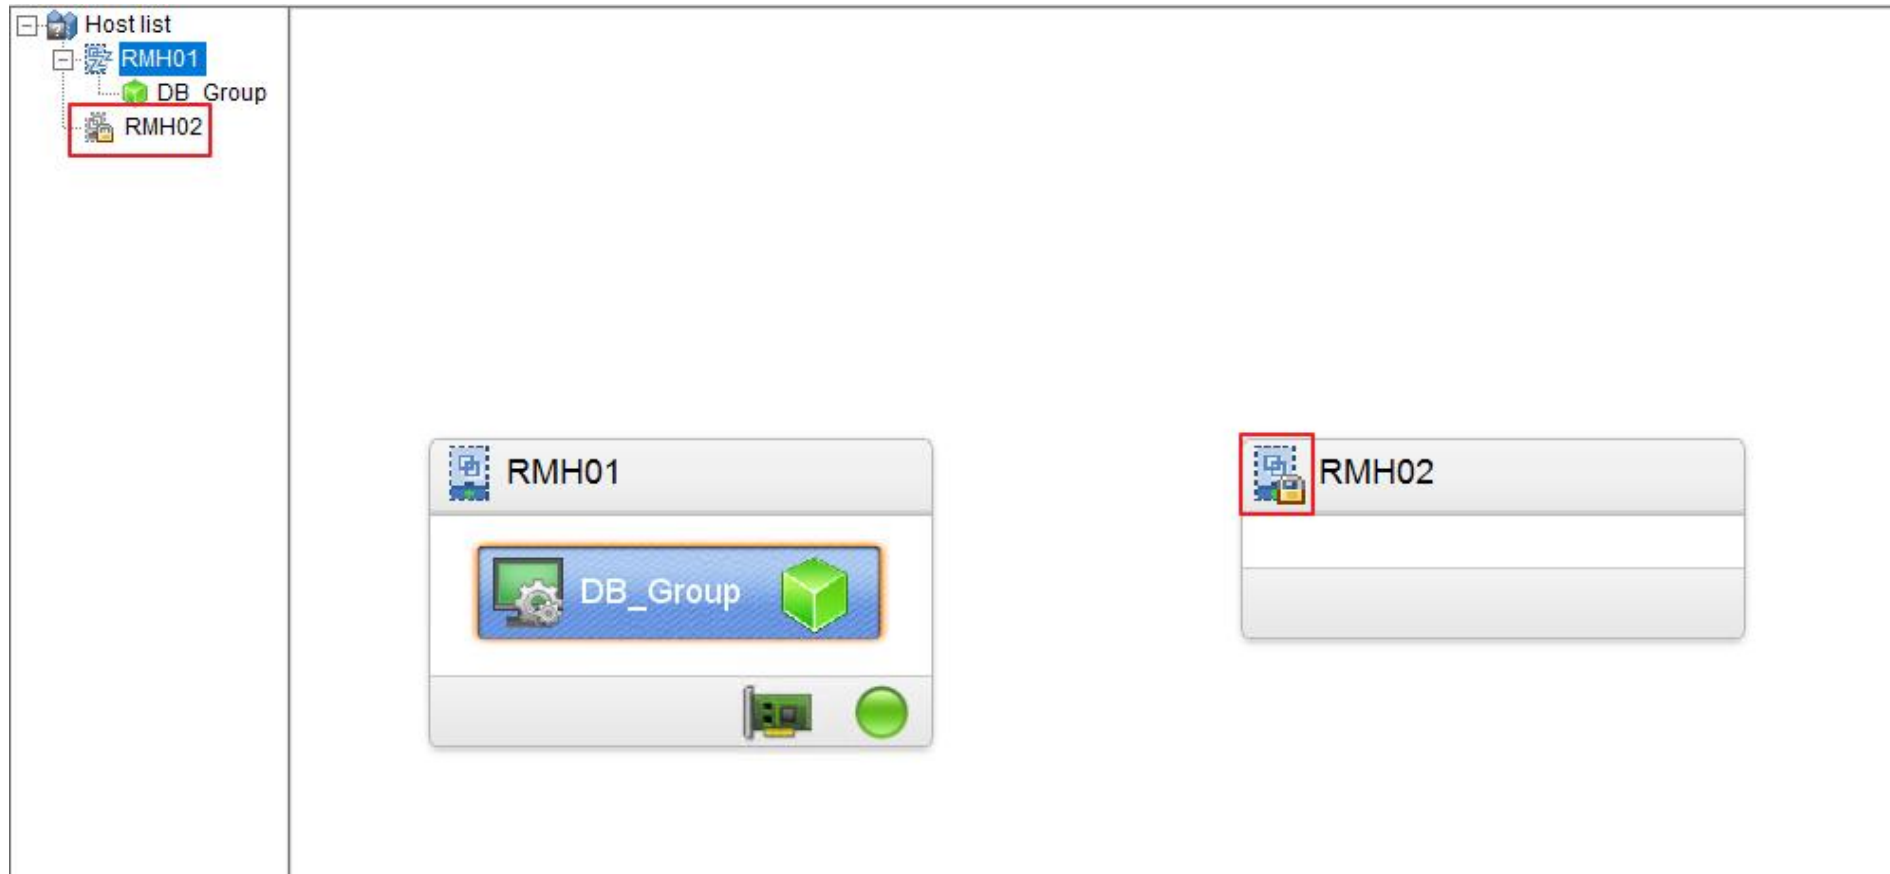 Host list
RMH01
DB_Group
RMH02
RMH01
RMH02
DB_Group